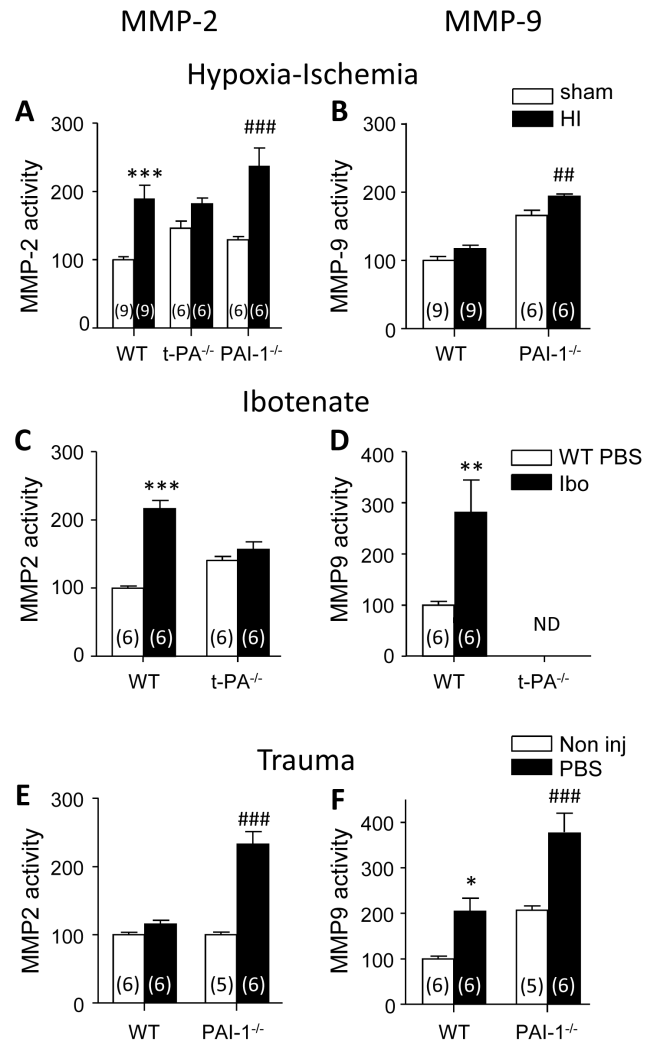 MMP-2 MMP-9
Hypoxia-Ischemia
A
MMP-2 activity
300
200
100
0
***
###
(9) (9) (6) (6) (6) (6)
WT t-PA-/- PAI-1-/-
B
sham
HI
MMP-9 activity
300
200
100
0
##
(9) (9) (6) (6)
WT PAI-1-/-
Ibotenate
C
MMP2 activity
300
200
100
0
***
(6) (6) (6) (6)
WT t-PA-/-
D
WT PBS
Ibo
MMP9 activity
400
300
200
100
0
**
ND
(6) (6)
WT t-PA-/-
Trauma
E
MMP2 activity
300
200
100
0
###
(6) (6) (5) (6)
WT PAI-1-/-
F
Non inj
PBS
MMP9 activity
400
300
200
100
0
*
###
(6) (6) (5) (6)
WT PAI-1-/-